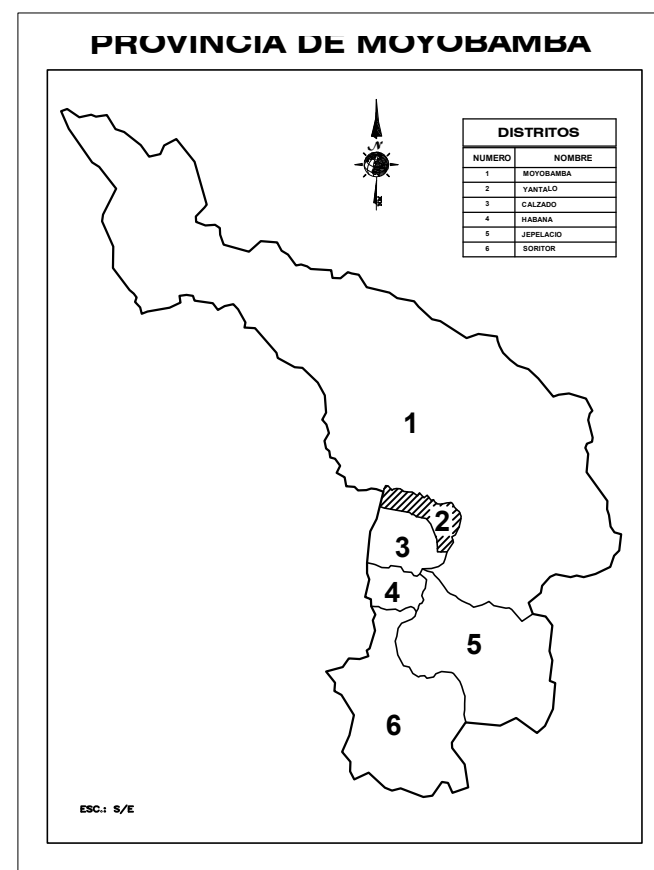 PROVINCIA DE MOYOBAMBA
N
DISTRITOS
NUMERO NOMBRE
1 MOYOBAMBA
2 YANTALO
3 CALZADO
4 HABANA
5 JEPELACIO
6 SORITOR
1
2
3
4
5
6
ESC.: S/E